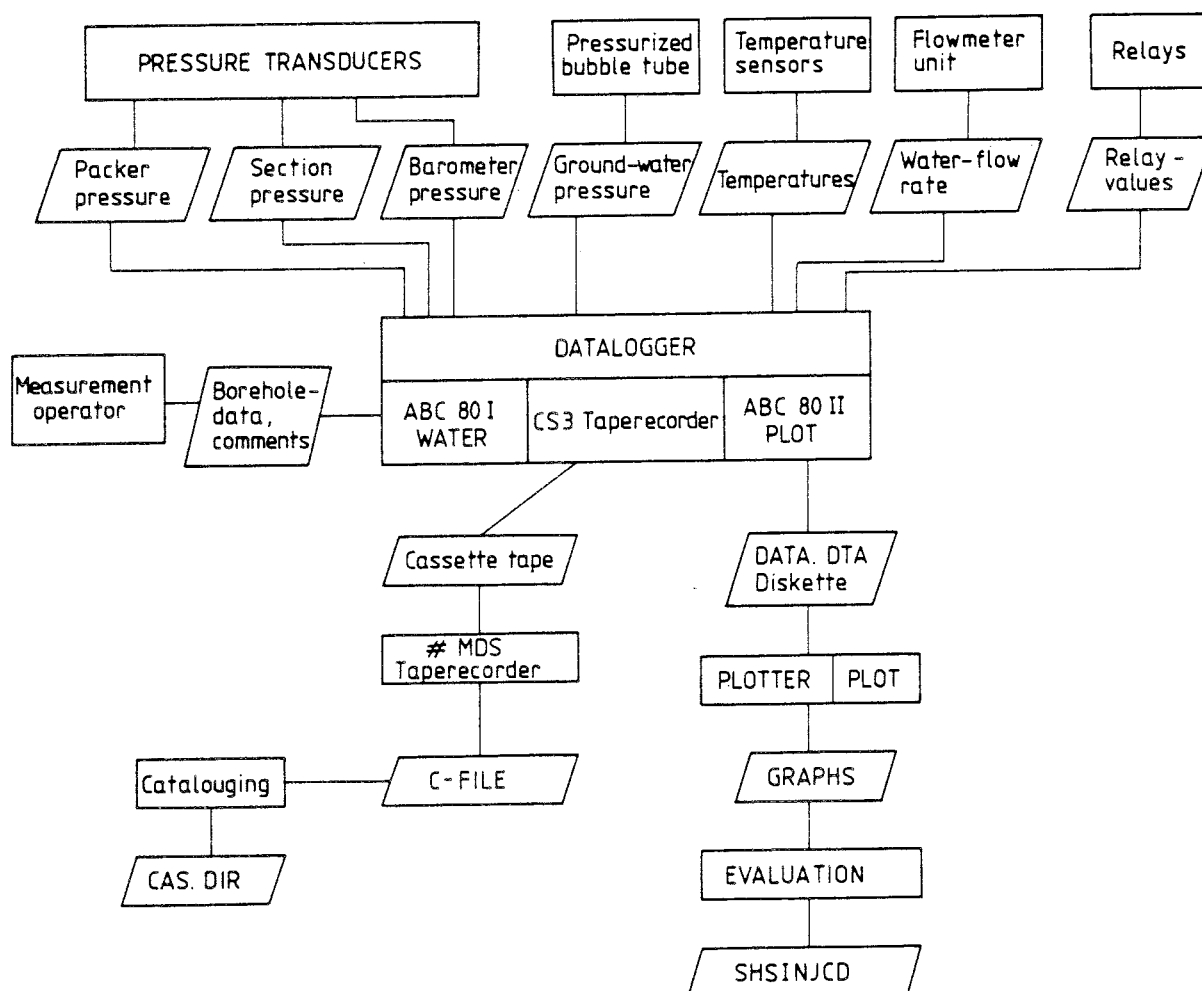 PRESSURE TRANSDUCERS
Pressurized
bubble tube
Temperature
sensors
Flowmeter
unit
Relays
Packer
pressure
Section
pressure
Barometer
pressure
Ground-water
pressure
Temperatures
Water-flow
rate
Relay-
values
DATALOGGER
Measurement
operator
Borehole-
data,
comments
ABC 80 I
WATER
CS3 Taperecorder
ABC 80 II
PLOT
Cassette tape
DATA. DTA
Diskette
# MDS
Taperecorder
PLOTTER
PLOT
Catalouging
C-FILE
GRAPHS
CAS. DIR
EVALUATION
SHSINJCD